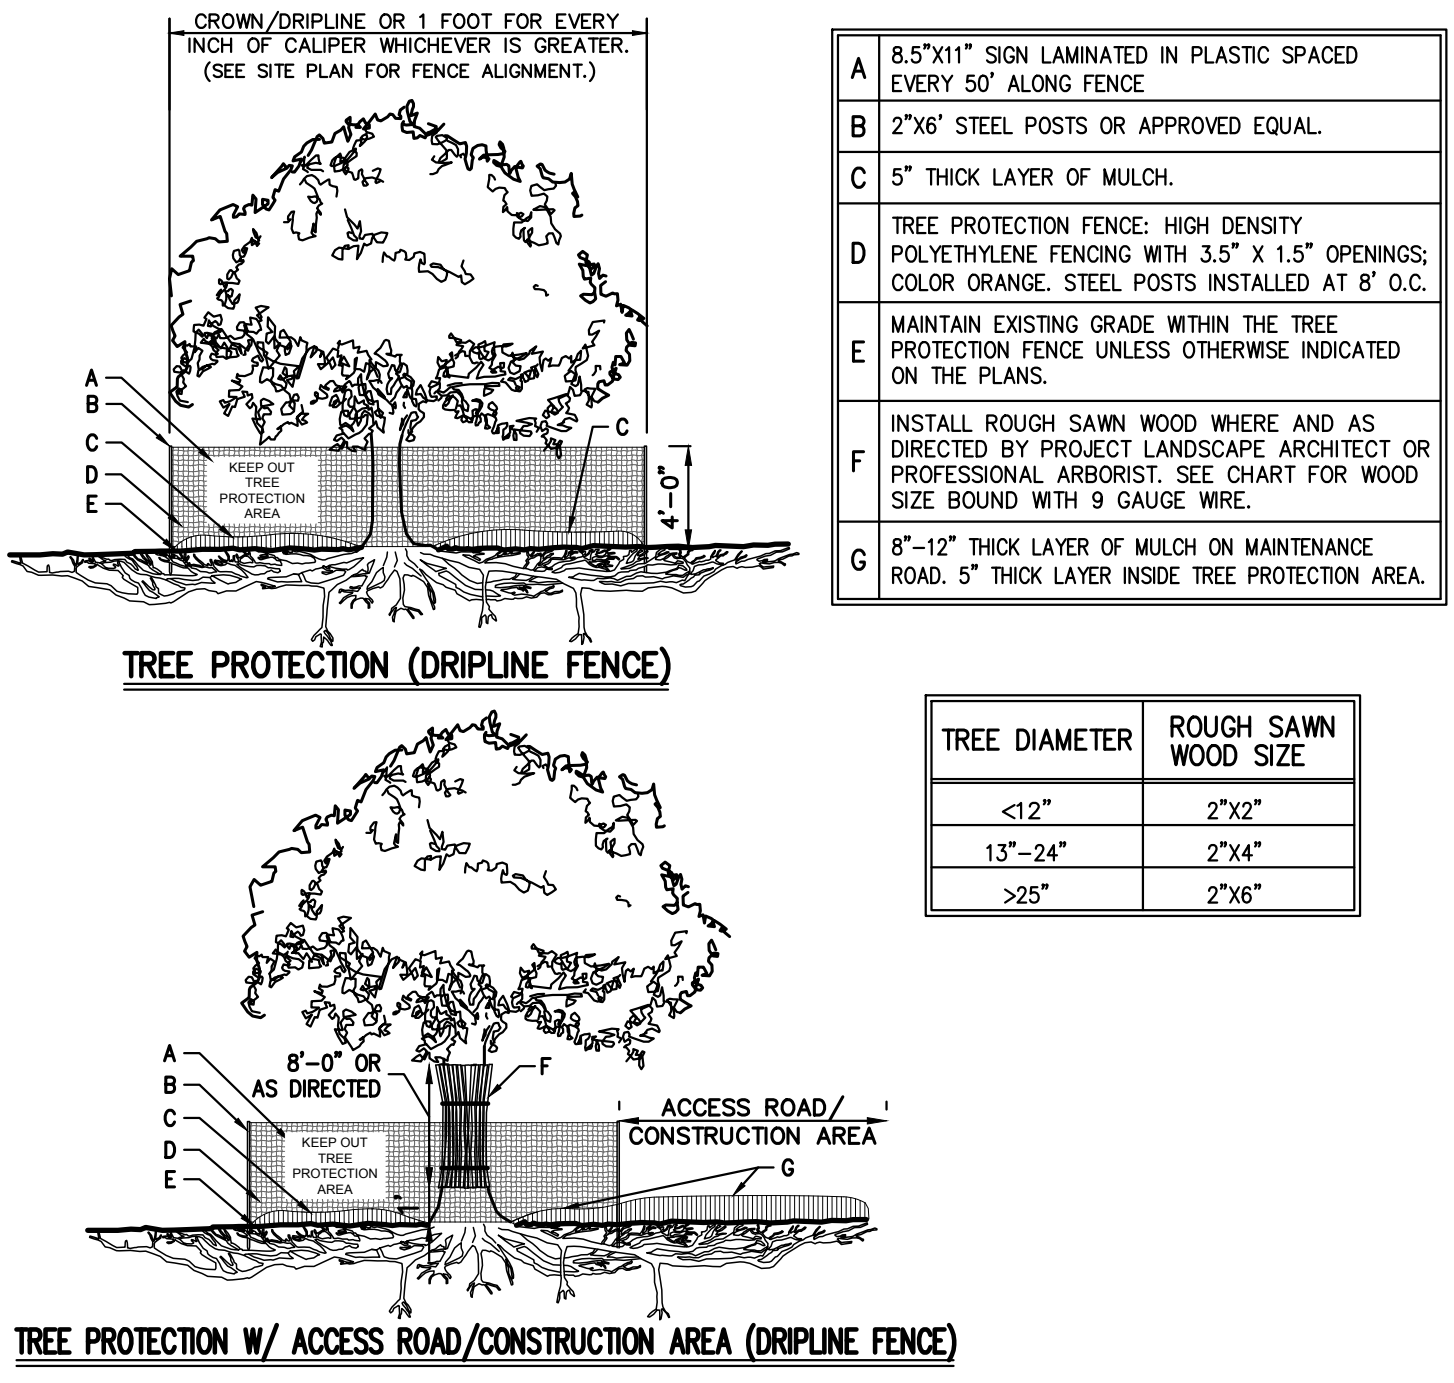 CROWN/DRIPLINE OR 1 FOOT FOR EVERY
INCH OF CALIPER WHICHEVER IS GREATER.
(SEE SITE PLAN FOR FENCE ALIGNMENT.)
A
B
C
D
E
C
KEEP OUT
TREE
PROTECTION
AREA
4'-0"
TREE PROTECTION (DRIPLINE FENCE)
A
8.5"X11" SIGN LAMINATED IN PLASTIC SPACED
EVERY 50' ALONG FENCE
B
2"X6' STEEL POSTS OR APPROVED EQUAL.
C
5" THICK LAYER OF MULCH.
D
TREE PROTECTION FENCE: HIGH DENSITY
POLYETHYLENE FENCING WITH 3.5" X 1.5" OPENINGS;
COLOR ORANGE. STEEL POSTS INSTALLED AT 8' O.C.
E
MAINTAIN EXISTING GRADE WITHIN THE TREE
PROTECTION FENCE UNLESS OTHERWISE INDICATED
ON THE PLANS.
F
INSTALL ROUGH SAWN WOOD WHERE AND AS
DIRECTED BY PROJECT LANDSCAPE ARCHITECT OR
PROFESSIONAL ARBORIST. SEE CHART FOR WOOD
SIZE BOUND WITH 9 GAUGE WIRE.
G
8"-12" THICK LAYER OF MULCH ON MAINTENANCE
ROAD. 5" THICK LAYER INSIDE TREE PROTECTION AREA.
TREE DIAMETER
ROUGH SAWN
WOOD SIZE
<12" 2"X2"
13"-24" 2"X4"
>25" 2"X6"
A
B
C
D
E
8'-0" OR
AS DIRECTED
F
ACCESS ROAD/
CONSTRUCTION AREA
G
KEEP OUT
TREE
PROTECTION
AREA
1'
TREE PROTECTION W/ ACCESS ROAD/CONSTRUCTION AREA (DRIPLINE FENCE)